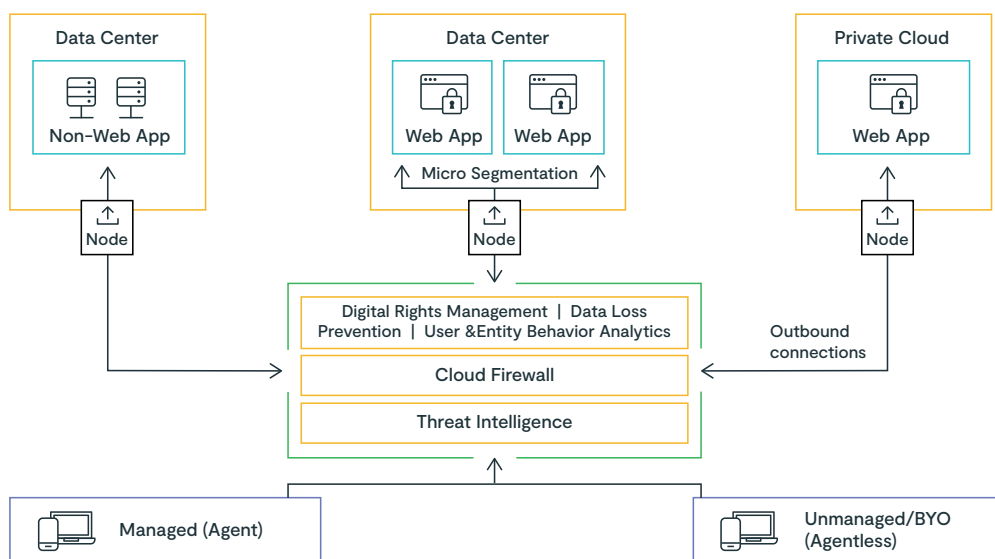 Data Center
Non-Web App
Node
Data Center
Web App
Web App
Micro Segmentation
Node
Private Cloud
Web App
Node
Digital Rights Management | Data Loss
Prevention | User &Entity Behavior Analytics
Cloud Firewall
Threat Intelligence
Outbound
connections
Managed (Agent)
Unmanaged/BYO
(Agentless)